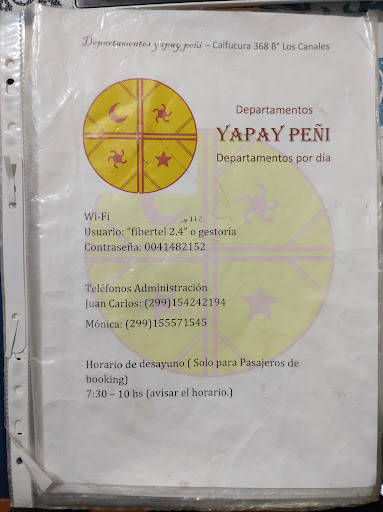 Departamentos yapay peñi – Calfucura 368 B° Los Canales
Departamentos
YAPAY PEÑI
Departamentos por día
Wi-Fi
Usuario: "fibertel 2.4" o gestoría
Contraseña: 0041482152
Teléfonos Administración
Juan Carlos: (299)154242194
Mónica: (299)155571545
Horario de desayuno ( Solo para Pasajeros de
booking)
7:30 – 10 hs (avisar el horario.)